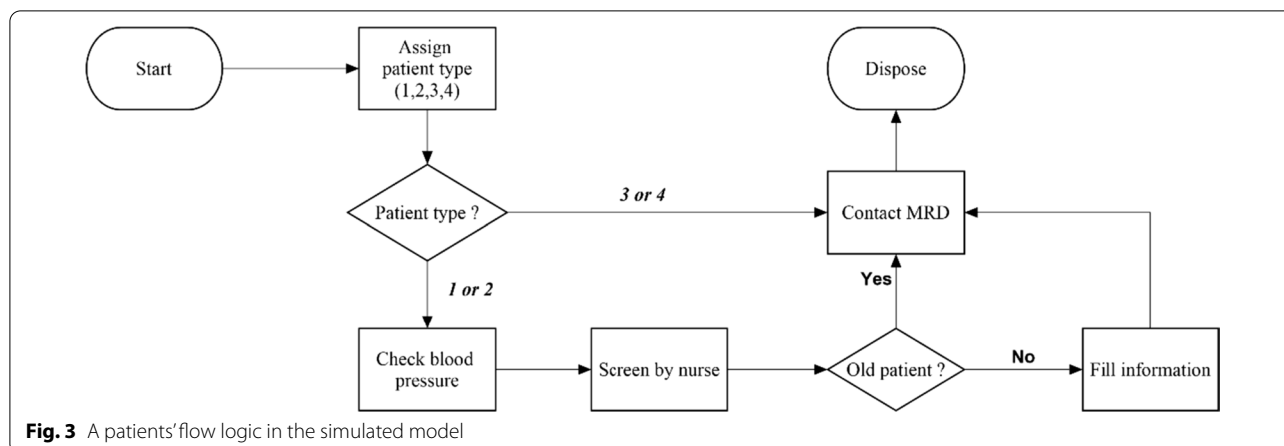 Start
Assign
patient type
(1,2,3,4)
Dispose
Patient type ?
3 or 4
Contact MRD
1 or 2
Yes
Check blood
pressure
Screen by nurse
Old patient ?
No
Fill information
Fig. 3 A patients' flow logic in the simulated model